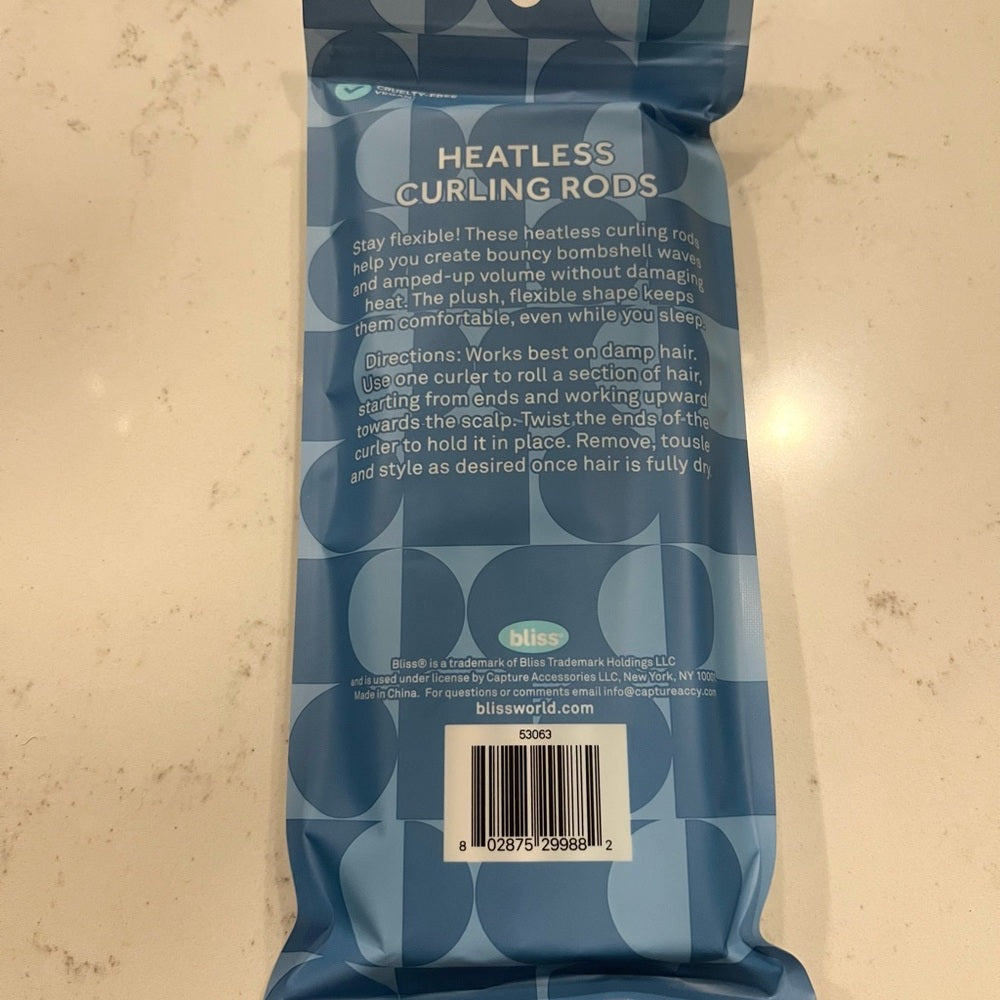 CRUELTY-FREE
VEGAN
HEATLESS
CURLING RODS
Stay flexible! These heatless curling rods
help you create bouncy bombshell waves
and amped-up volume without damaging
heat. The plush, flexible shape keeps
them comfortable, even while you sleep.
Directions: Works best on damp hair.
Use one curler to roll a section of hair,
starting from ends and working upward
towards the scalp. Twist the ends of the
curler to hold it in place. Remove, tousle
and style as desired once hair is fully dry.
bliss®
Bliss® is a trademark of Bliss Trademark Holdings LLC
and is used under license by Capture Accessories LLC, New York, NY
Made in China. For questions or comments email info@captureaccy.com
blissworld.com
53063
8 02875 29988 2